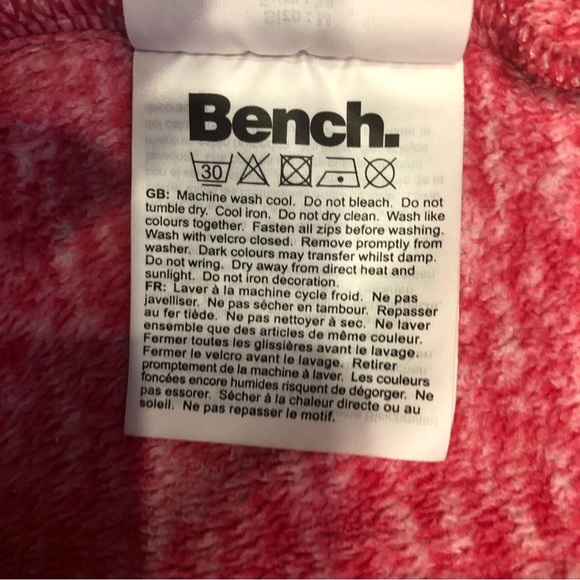 Size: M
Bench.
30
GB: Machine wash cool. Do not bleach. Do not
tumble dry. Cool iron. Do not dry clean. Wash like
colours together. Fasten all zips before washing.
Wash with velcro closed. Remove promptly from
washer. Dark colours may transfer whilst damp.
Do not wring. Dry away from direct heat and
sunlight. Do not iron decoration.
FR: Laver à la machine cycle froid. Ne pas
javelliser. Ne pas sécher en tambour. Repasser
au fer tiède. Ne pas nettoyer à sec. Ne laver
ensemble que des articles de même couleur.
Fermer toutes les glissières avant le lavage.
Fermer le velcro avant le lavage. Retirer
promptement de la machine à laver. Les couleurs
foncées encore humides risquent de dégorger. Ne
pas essorer. Sécher à la chaleur directe ou au
soleil. Ne pas repasser le motif.